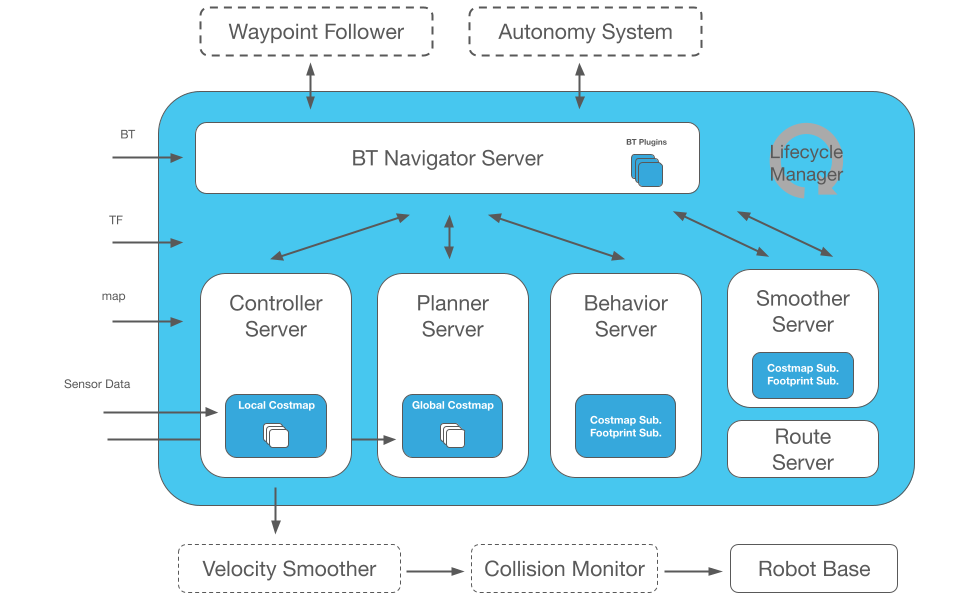 Waypoint Follower
Autonomy System
BT
BT Navigator Server
BT Plugins
Lifecycle
Manager
TF
map
Sensor Data
Controller
Server
Local Costmap
Planner
Server
Global Costmap
Behavior
Server
Costmap Sub.
Footprint Sub.
Smoother
Server
Costmap Sub.
Footprint Sub.
Route
Server
Velocity Smoother
Collision Monitor
Robot Base